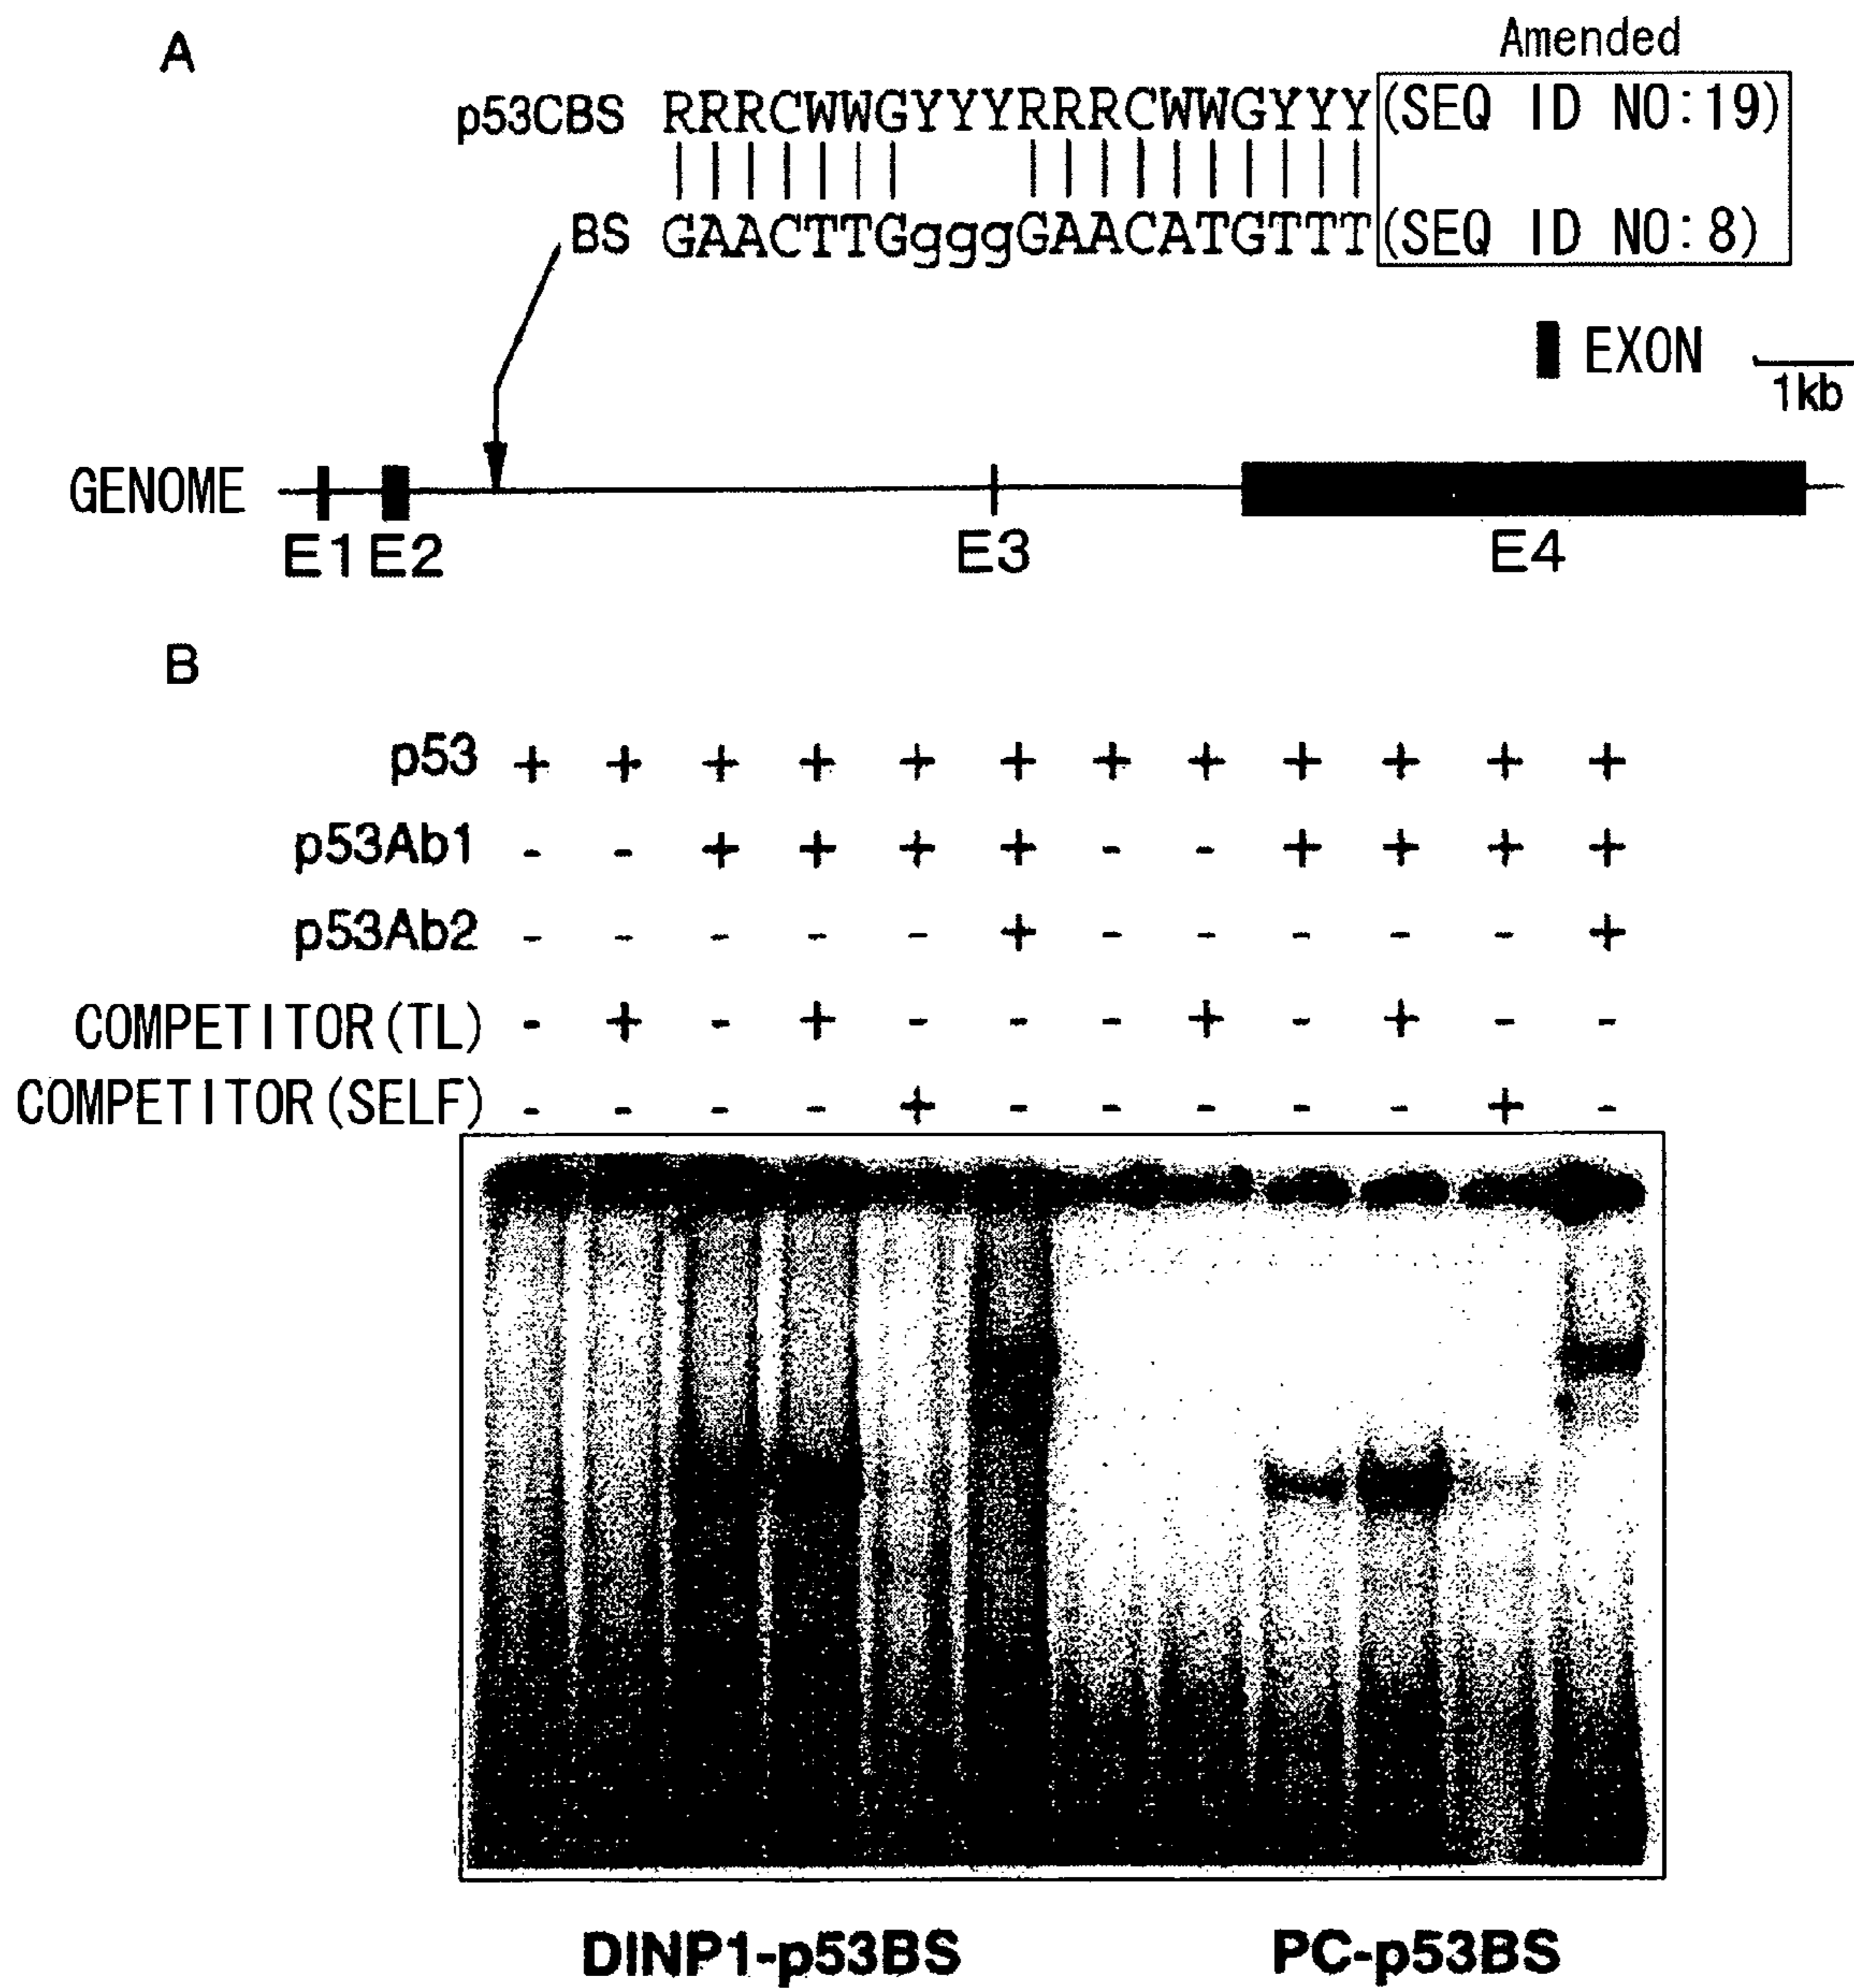 A
Amended
p53CBS RRRCWWGYYYRRRCWWGYYY (SEQ ID NO:19)
BS GAACTTGgggGAACATGTTT (SEQ ID NO:8)
EXON
1kb
GENOME
E1 E2 E3 E4
B
p53 + + + + + + + + + + + +
p53Ab1 - - + + + + - - + + + +
p53Ab2 - - - - - + - - - - - +
COMPETITOR(TL) - + - + - - - + - + - -
COMPETITOR(SELF) - - - - + - - - - - + -
DINP1-p53BS PC-p53BS